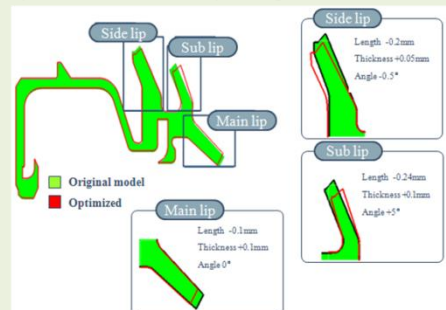 Side lip
Sub lip
Main lip
Original model
Optimized
Side lip
Length -0.2mm
Thickness +0.05mm
Angle -0.5°
Sub lip
Length -0.24mm
Thickness +0.1mm
Angle +5°
Main lip
Length -0.1mm
Thickness +0.1mm
Angle 0°